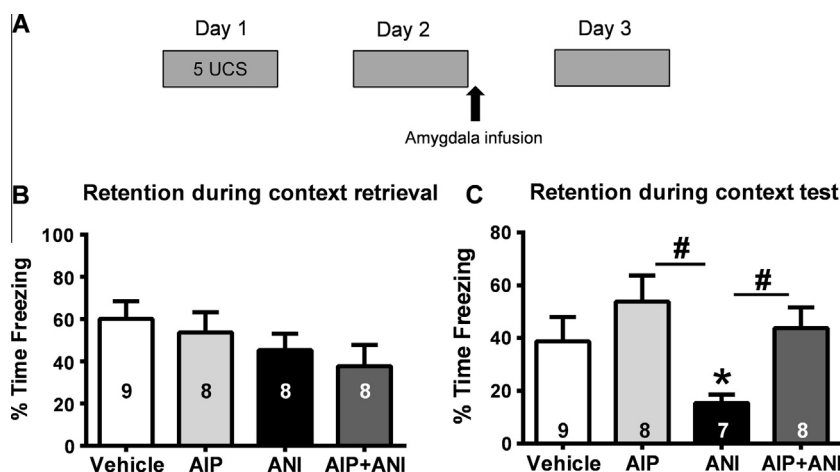 A
Day 1
Day 2
Day 3
5 UCS
Amygdala infusion
B
Retention during context retrieval
% Time Freezing
100
80
60
40
20
0
9
8
8
8
Vehicle
AIP
ANI
AIP+ANI
C
Retention during context test
% Time Freezing
80
60
40
20
0
#
#
*
9
8
7
8
Vehicle
AIP
ANI
AIP+ANI